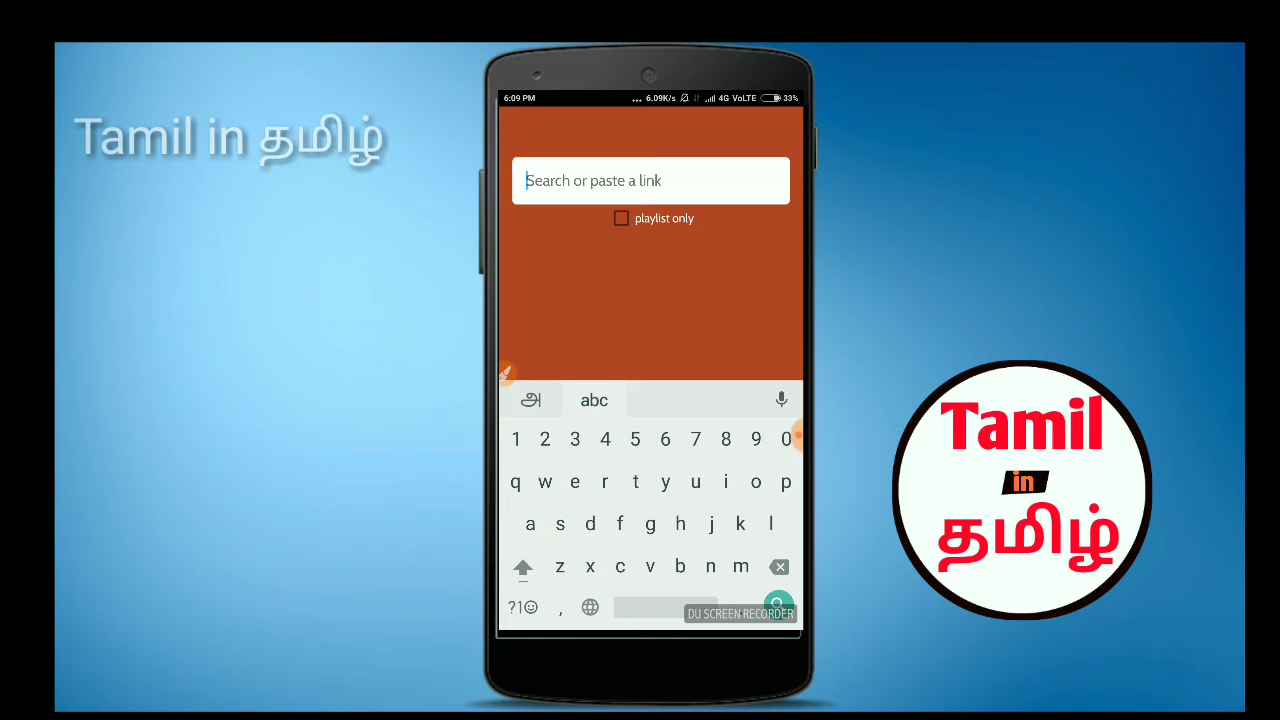 Tamil in தமிழ்
6:09 PM
... 6.09K/s 4G VoLTE 33%
Search or paste a link
playlist only
அ abc
1 2 3 4 5 6 7 8 9 0
q w e r t y u i o p
a s d f g h j k l
z x c v b n m
?1☺ ,
DU SCREEN RECORDER
Tamil
in
தமிழ்